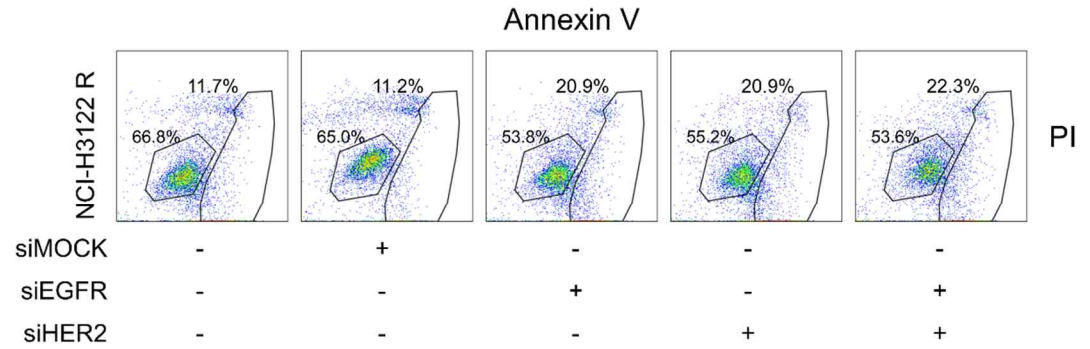 Annexin V
NCI-H3122 R
11.7% 11.2% 20.9% 20.9% 22.3%
66.8% 65.0% 53.8% 55.2% 53.6%
PI
siMOCK - + - - -
siEGFR - - + - +
siHER2 - - - + +